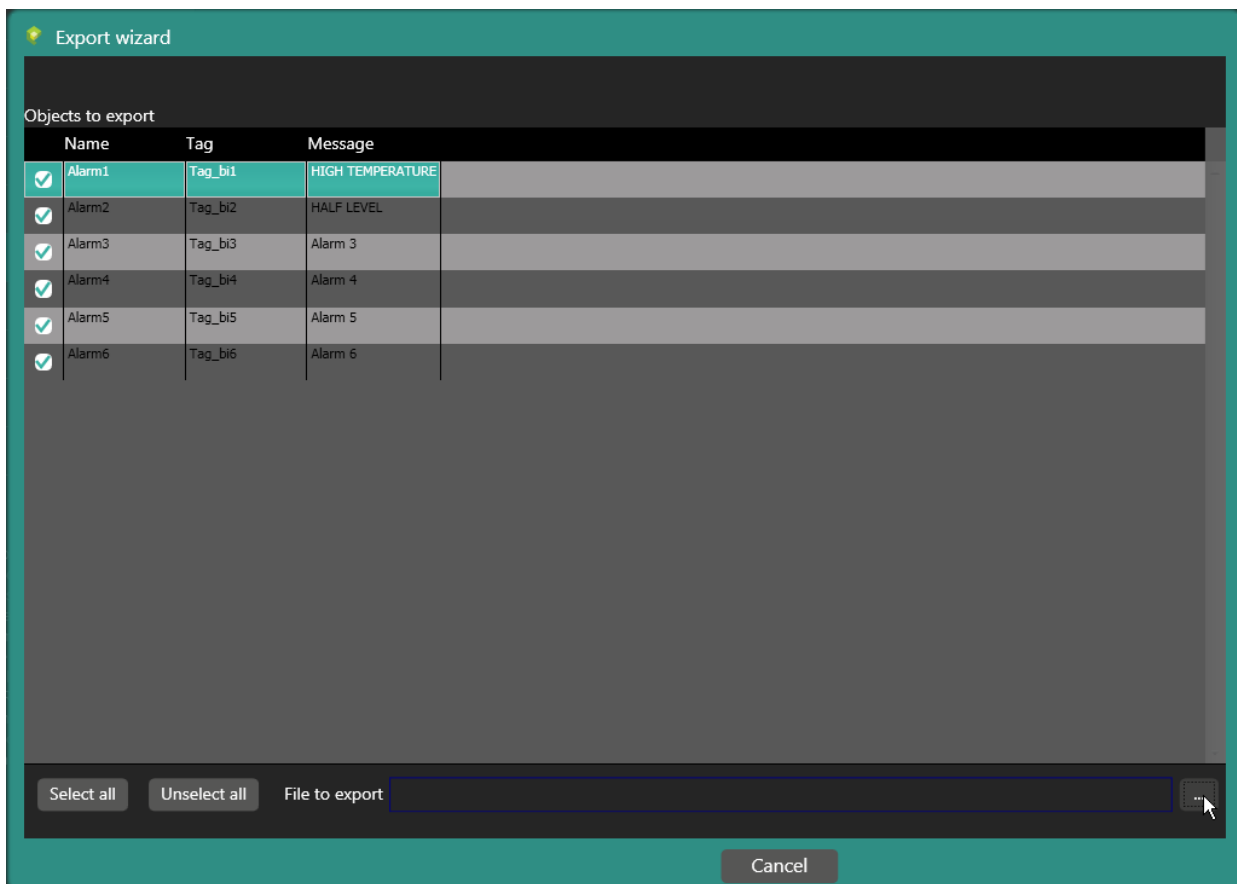 Export wizard
Objects to export
Name Tag Message
Alarm1 Tag_bi1 HIGH TEMPERATURE
Alarm2 Tag_bi2 HALF LEVEL
Alarm3 Tag_bi3 Alarm 3
Alarm4 Tag_bi4 Alarm 4
Alarm5 Tag_bi5 Alarm 5
Alarm6 Tag_bi6 Alarm 6
Select all Unselect all File to export ...
Cancel